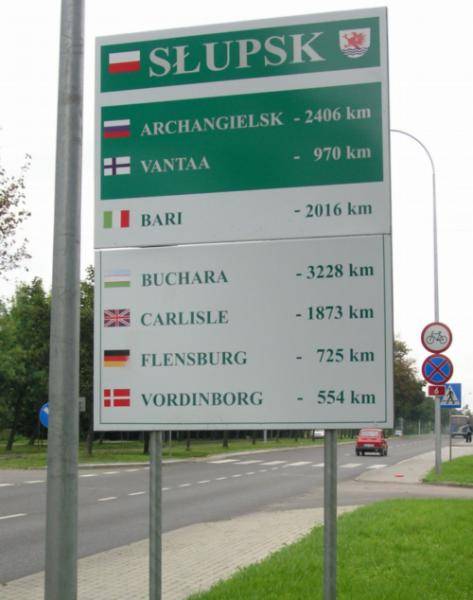 SŁUPSK
ARCHANGIELSK - 2406 km
VANTAA - 970 km
BARI - 2016 km
BUCHARA - 3228 km
CARLISLE - 1873 km
FLENSBURG - 725 km
VORDINBORG - 554 km
6